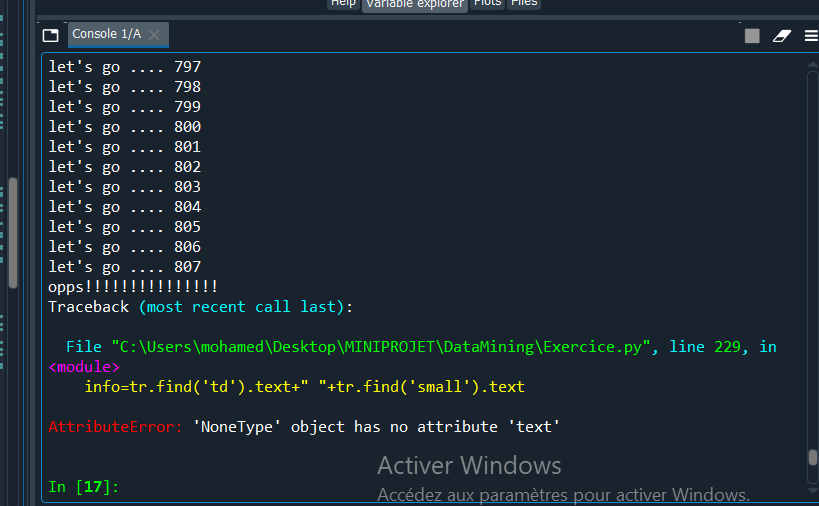 Help Variable explorer Plots Files
Console 1/A
let's go .... 797
let's go .... 798
let's go .... 799
let's go .... 800
let's go .... 801
let's go .... 802
let's go .... 803
let's go .... 804
let's go .... 805
let's go .... 806
let's go .... 807
opps!!!!!!!!!!!!!!!
Traceback (most recent call last):
File "C:\Users\mohamed\Desktop\MINIPROJET\DataMining\Exercice.py", line 229, in
<module>
info=tr.find('td').text+" "+tr.find('small').text
AttributeError: 'NoneType' object has no attribute 'text'
Activer Windows
In [17]:
Accédez aux paramètres pour activer Windows.